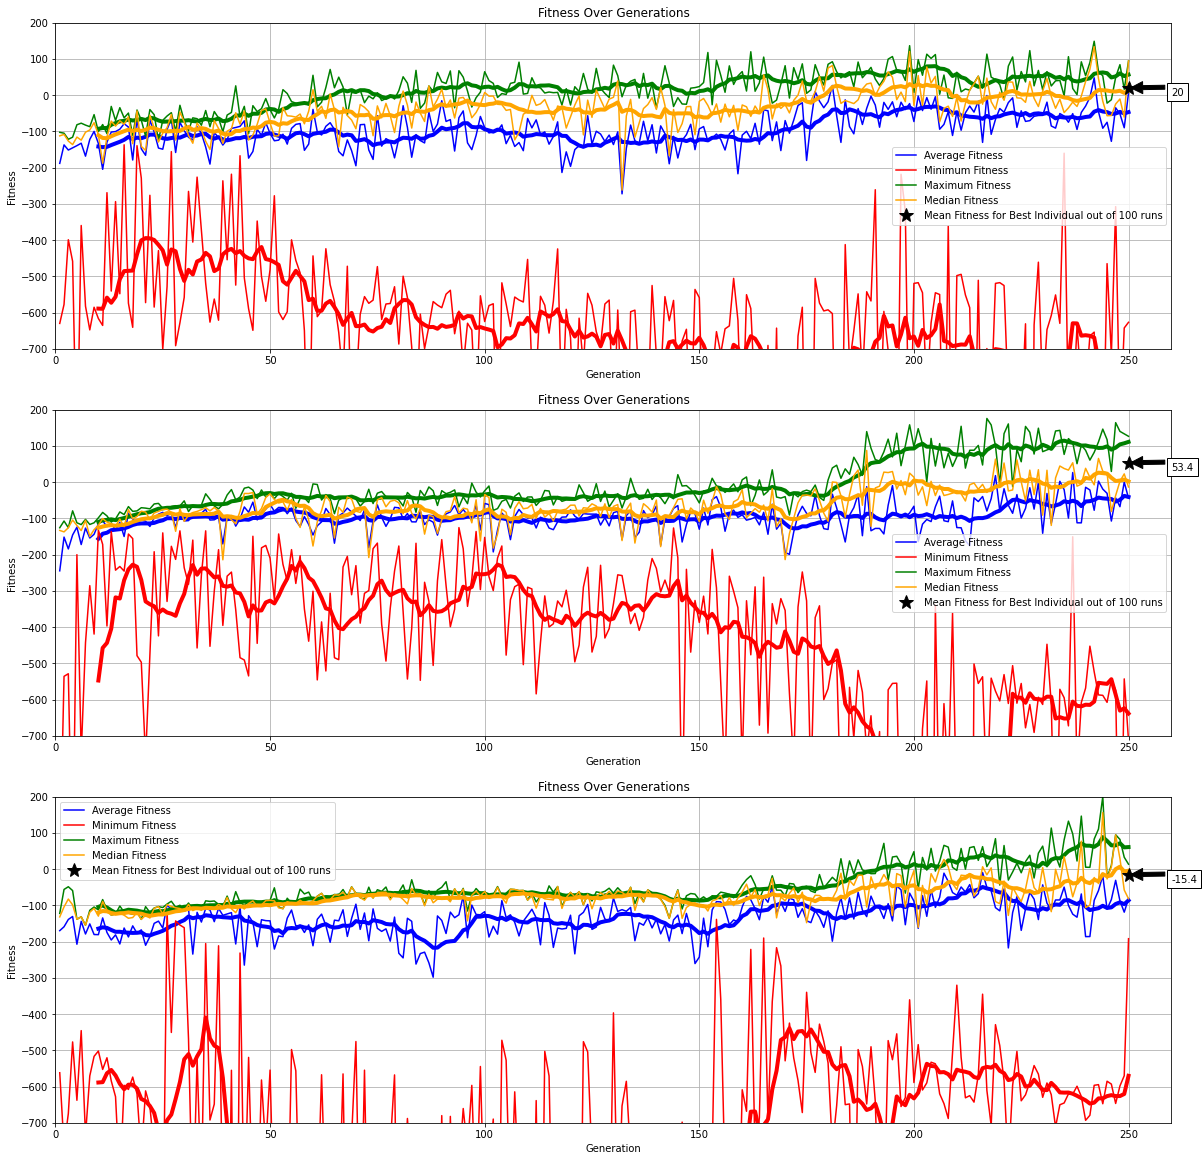 Fitness Over Generations
200
100
0
−100
−200
−300
−400
−500
−600
−700
Fitness
20
Average Fitness
Minimum Fitness
Maximum Fitness
Median Fitness
Mean Fitness for Best Individual out of 100 runs
0
50
100
150
200
250
Generation
Fitness Over Generations
200
100
0
−100
−200
−300
−400
−500
−600
−700
Fitness
53.4
Average Fitness
Minimum Fitness
Maximum Fitness
Median Fitness
Mean Fitness for Best Individual out of 100 runs
0
50
100
150
200
250
Generation
Fitness Over Generations
200
100
0
−100
−200
−300
−400
−500
−600
−700
Fitness
Average Fitness
Minimum Fitness
Maximum Fitness
Median Fitness
Mean Fitness for Best Individual out of 100 runs
-15.4
0
50
100
150
200
250
Generation